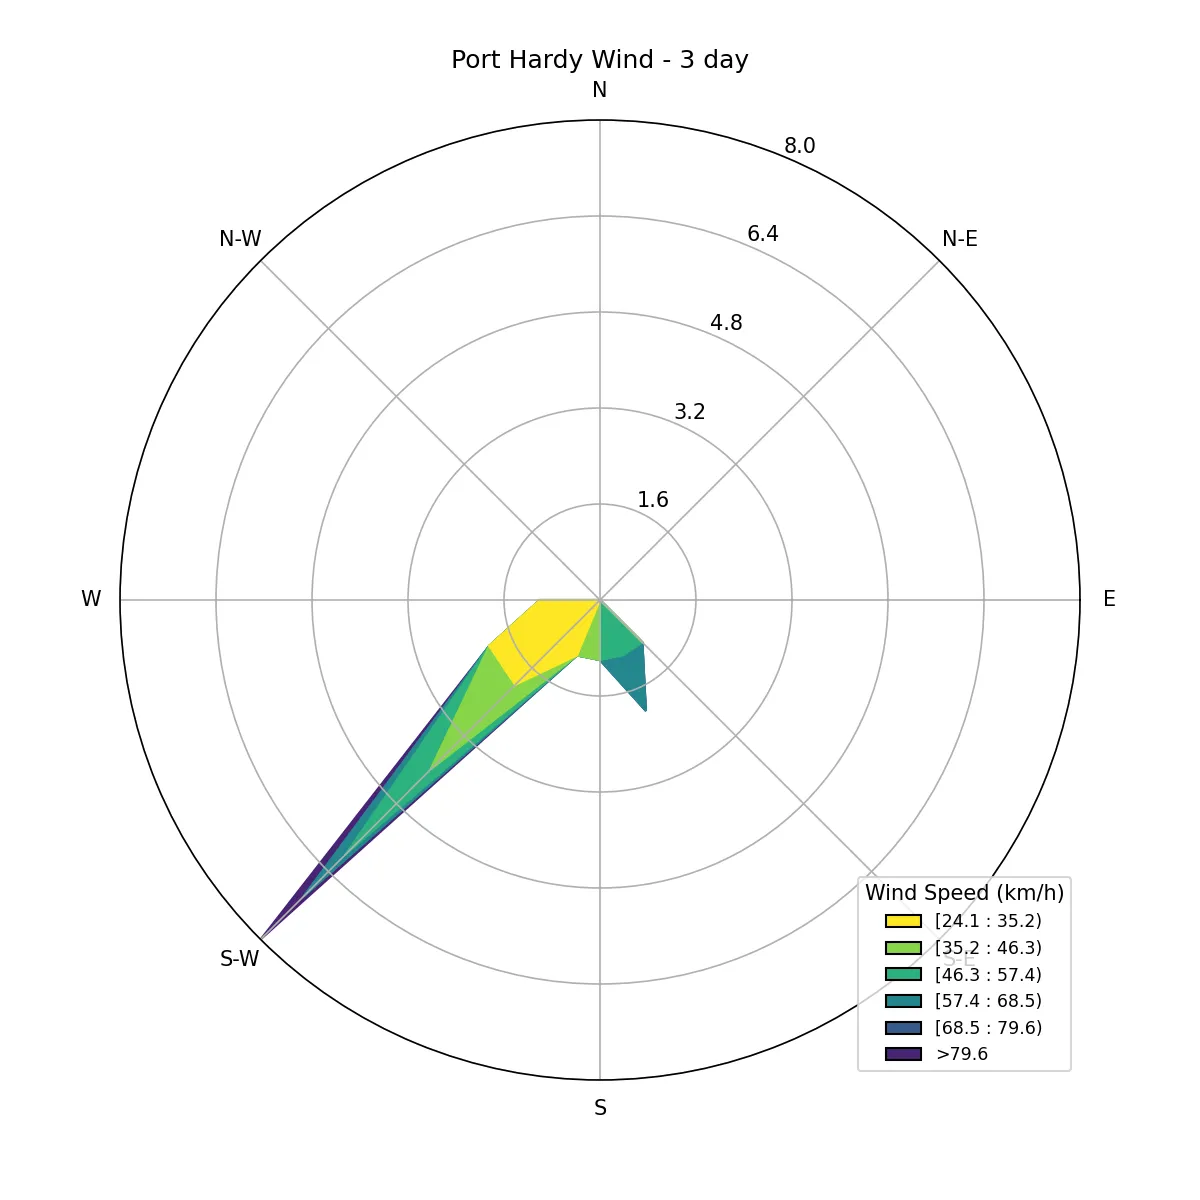 Port Hardy Wind - 3 day
N
8.0
N-W
6.4
N-E
4.8
3.2
1.6
W
E
S-W
S-E
S
Wind Speed (km/h)
[24.1 : 35.2)
[35.2 : 46.3)
[46.3 : 57.4)
[57.4 : 68.5)
[68.5 : 79.6)
>79.6